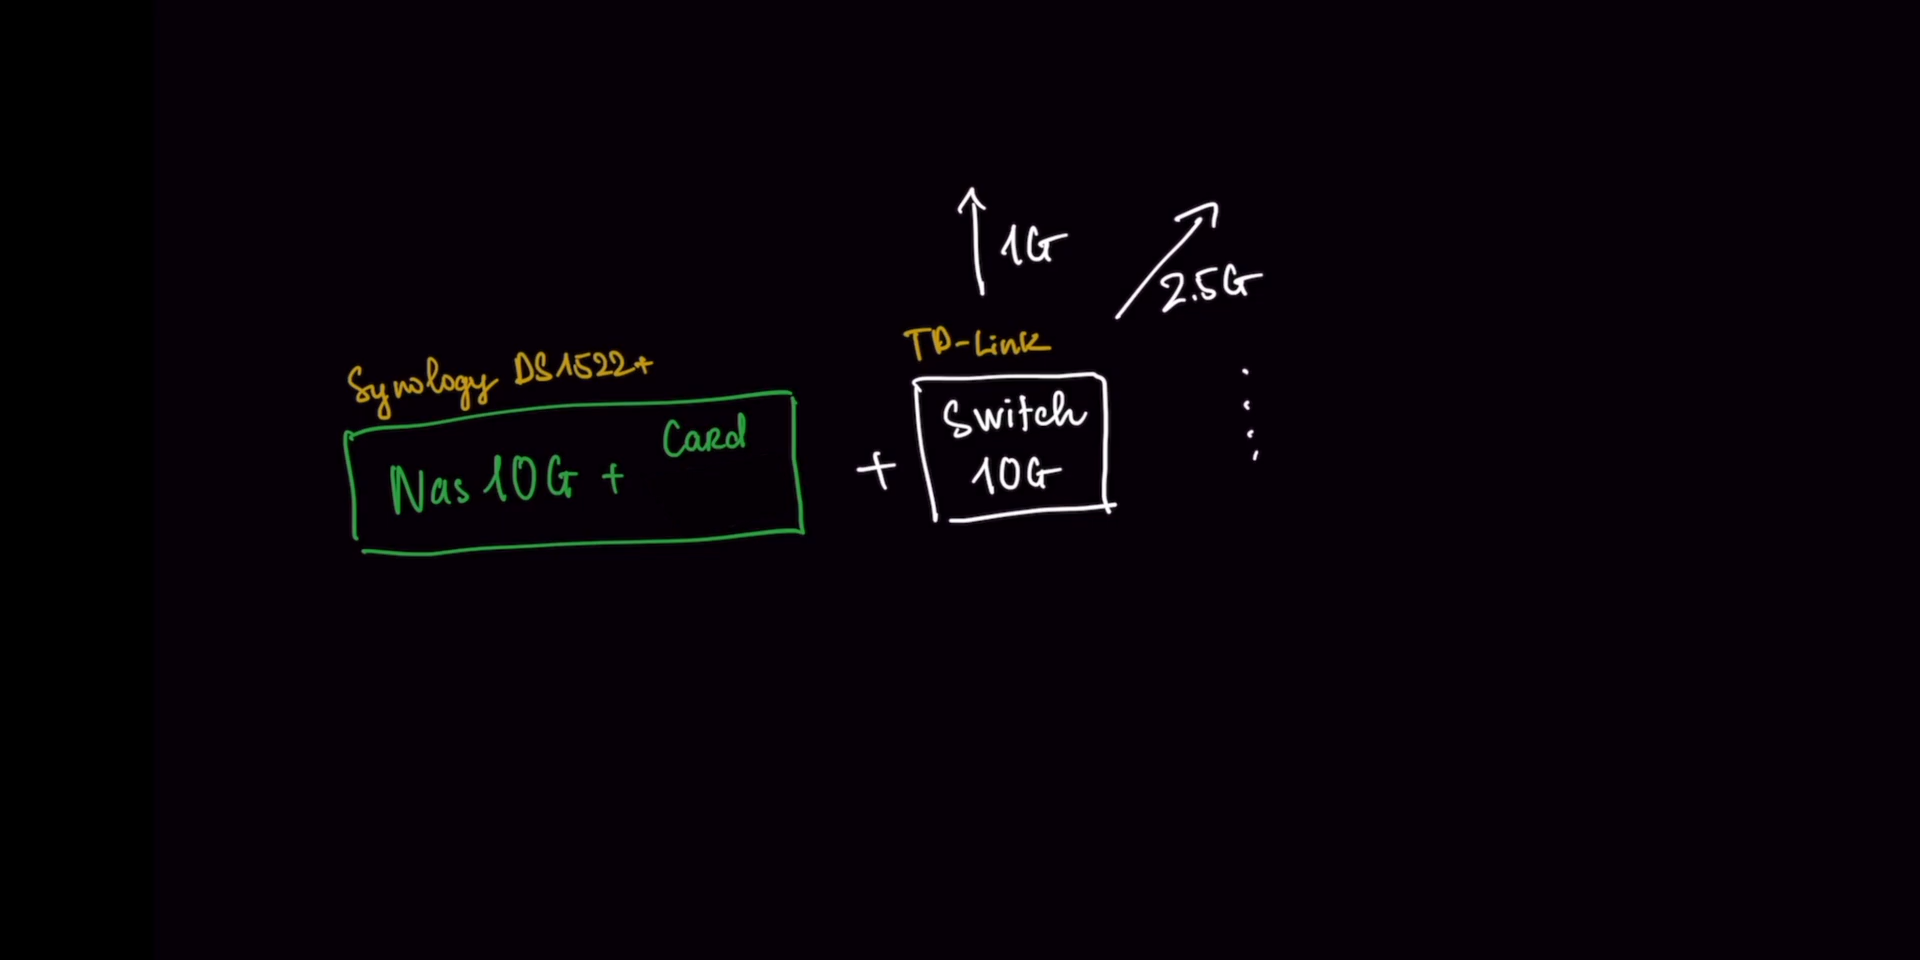 1G
2.5G
TP-Link
Synology DS1522+
Card
Nas 10G +
+
Switch
10G